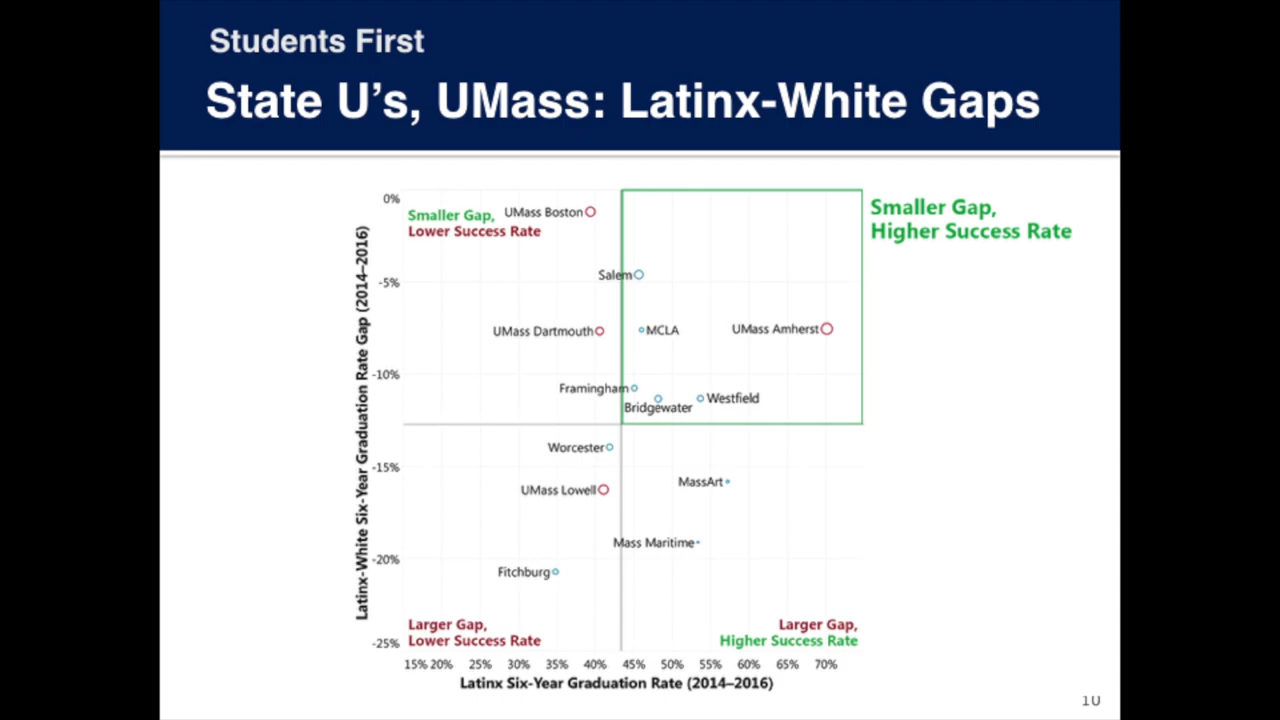 Students First
State U's, UMass: Latinx-White Gaps
Smaller Gap,
Higher Success Rate
Smaller Gap,
Lower Success Rate
UMass Boston
Salem
UMass Dartmouth
MCLA
UMass Amherst
Framingham
Bridgewater
Westfield
Worcester
UMass Lowell
MassArt
Mass Maritime
Fitchburg
Larger Gap,
Lower Success Rate
Larger Gap,
Higher Success Rate
Latinx-White Six-Year Graduation Rate Gap (2014–2016)
0%
-5%
-10%
-15%
-20%
-25%
15% 20% 25% 30% 35% 40% 45% 50% 55% 60% 65% 70%
Latinx Six-Year Graduation Rate (2014–2016)
1U